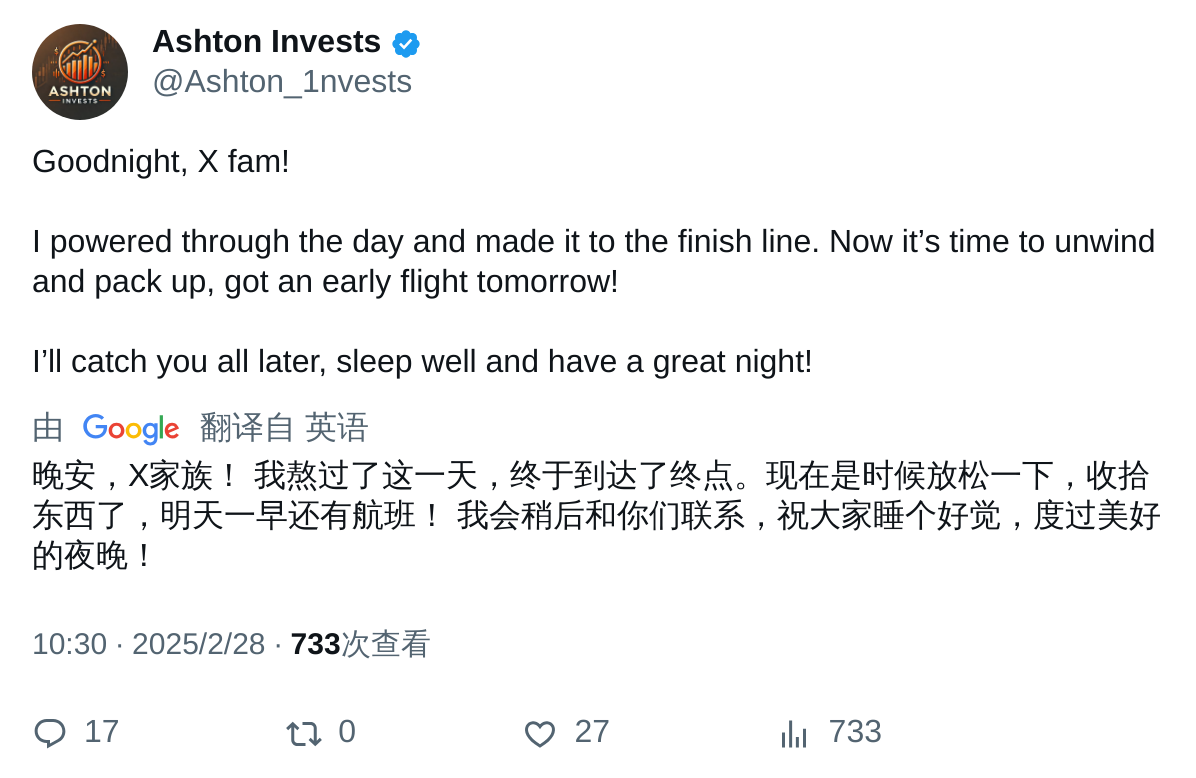 Ashton Invests
@Ashton_1nvests
ASHTON
INVESTS
Goodnight, X fam!
I powered through the day and made it to the finish line. Now it’s time to unwind
and pack up, got an early flight tomorrow!
I’ll catch you all later, sleep well and have a great night!
由 Google 翻译自 英语
晚安，X家族！ 我熬过了这一天，终于到达了终点。现在是时候放松一下，收拾
东西了，明天一早还有航班！ 我会稍后和你们联系，祝大家睡个好觉，度过美好
的夜晚！
10:30 · 2025/2/28 · 733次查看
17 0 27 733